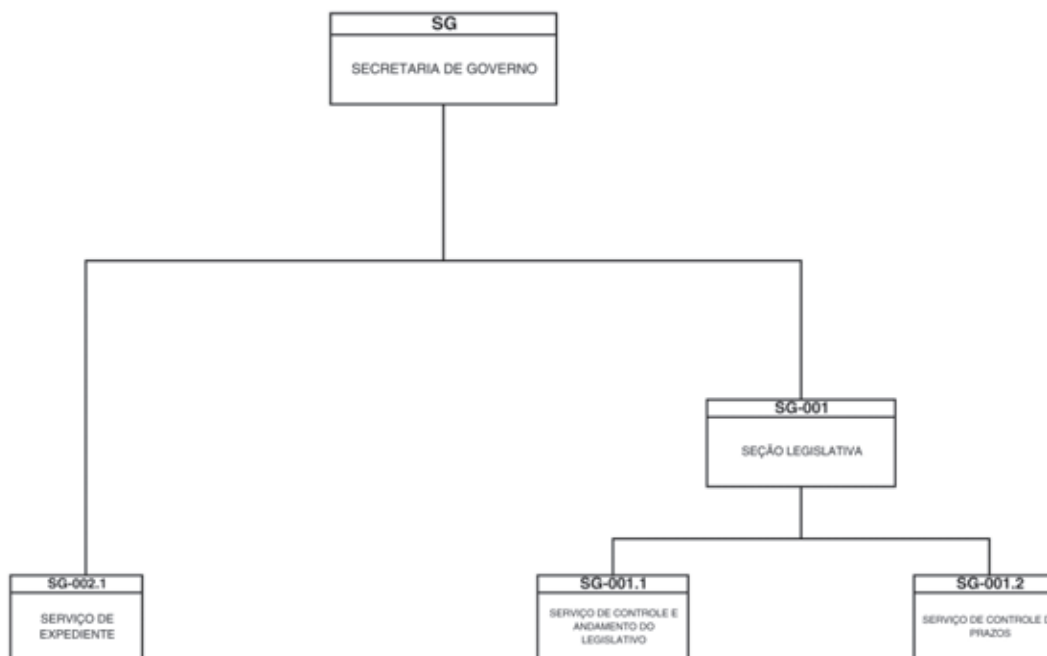 SG
SECRETARIA DE GOVERNO
SG-001
SEÇÃO LEGISLATIVA
SG-002.1
SERVIÇO DE
EXPEDIENTE
SG-001.1
SERVIÇO DE CONTROLE E
ANDAMENTO DO
LEGISLATIVO
SG-001.2
SERVIÇO DE CONTROLE
PRAZOS